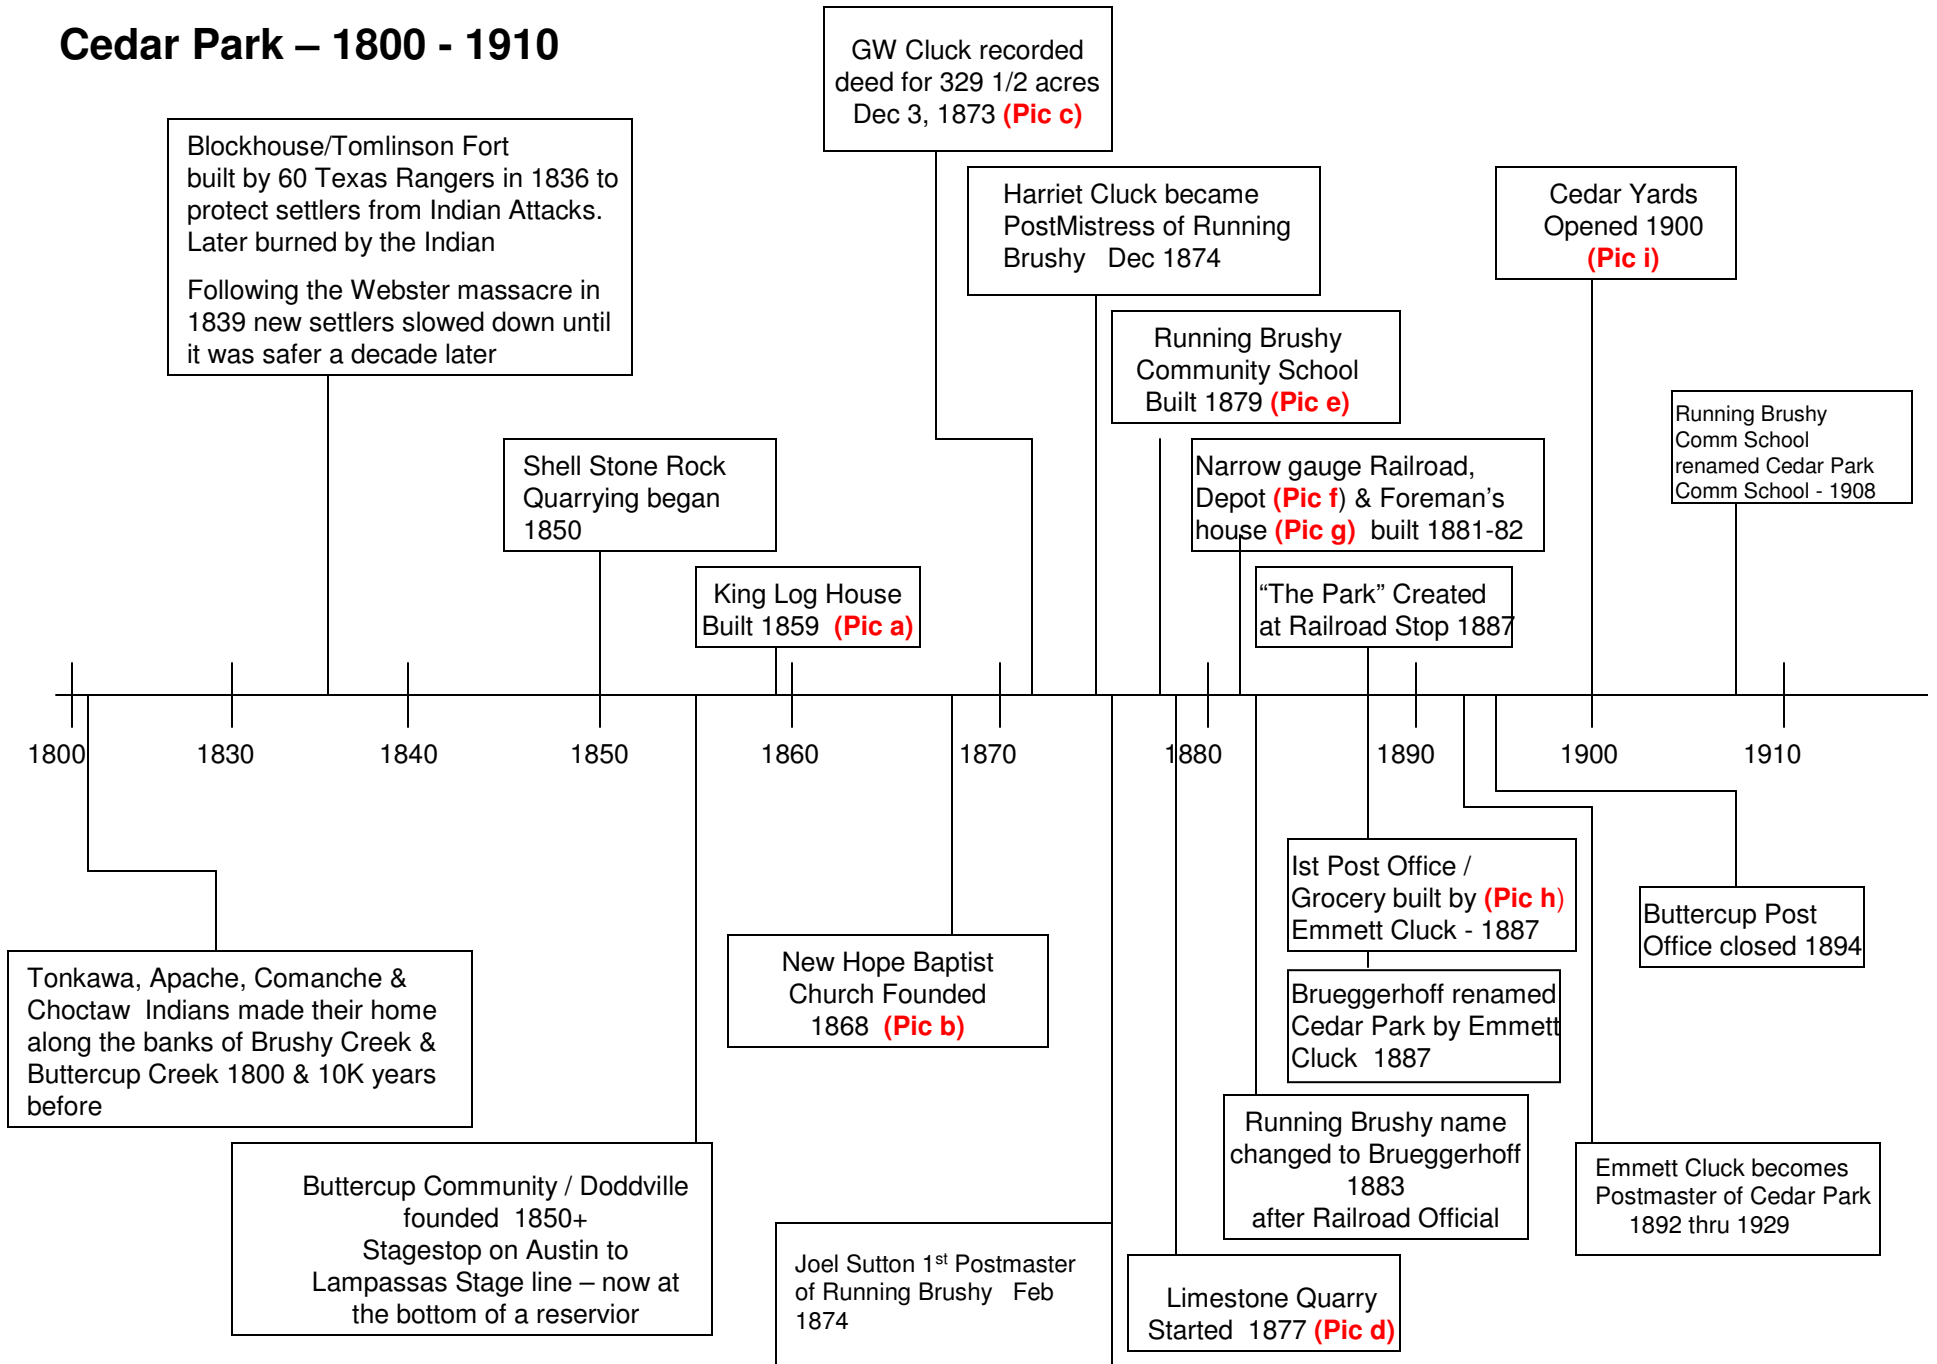 Cedar Park – 1800 - 1910
GW Cluck recorded
deed for 329 1/2 acres
Dec 3, 1873 (Pic c)
Blockhouse/Tomlinson Fort
built by 60 Texas Rangers in 1836 to
protect settlers from Indian Attacks.
Later burned by the Indian
Following the Webster massacre in
1839 new settlers slowed down until
it was safer a decade later
Harriet Cluck became
PostMistress of Running
Brushy Dec 1874
Cedar Yards
Opened 1900
(Pic i)
Running Brushy
Community School
Built 1879 (Pic e)
Running Brushy
Comm School
renamed Cedar Park
Comm School - 1908
Shell Stone Rock
Quarrying began
1850
Narrow gauge Railroad,
Depot (Pic f) & Foreman’s
house (Pic g) built 1881-82
King Log House
Built 1859 (Pic a)
“The Park” Created
at Railroad Stop 1887
1800 1830 1840 1850 1860 1870 1880 1890 1900 1910
Ist Post Office /
Grocery built by (Pic h)
Emmett Cluck - 1887
Buttercup Post
Office closed 1894
Tonkawa, Apache, Comanche &
Choctaw Indians made their home
along the banks of Brushy Creek &
Buttercup Creek 1800 & 10K years
before
New Hope Baptist
Church Founded
1868 (Pic b)
Brueggerhoff renamed
Cedar Park by Emmett
Cluck 1887
Running Brushy name
changed to Brueggerhoff
1883
after Railroad Official
Buttercup Community / Doddville
founded 1850+
Stagestop on Austin to
Lampassas Stage line – now at
the bottom of a reservior
Emmett Cluck becomes
Postmaster of Cedar Park
1892 thru 1929
Joel Sutton 1st Postmaster
of Running Brushy Feb
1874
Limestone Quarry
Started 1877 (Pic d)